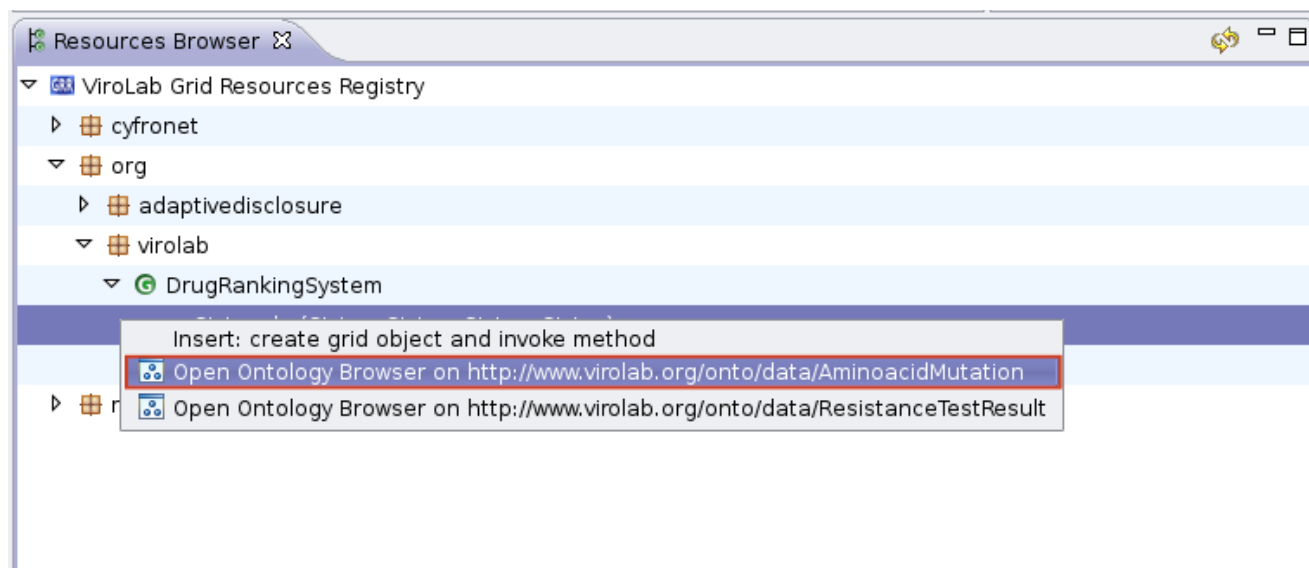 Resources Browser
ViroLab Grid Resources Registry
cyfronet
org
adaptivedisclosure
virolab
DrugRankingSystem
Insert: create grid object and invoke method
Open Ontology Browser on http://www.virolab.org/onto/data/AminoacidMutation
Open Ontology Browser on http://www.virolab.org/onto/data/ResistanceTestResult